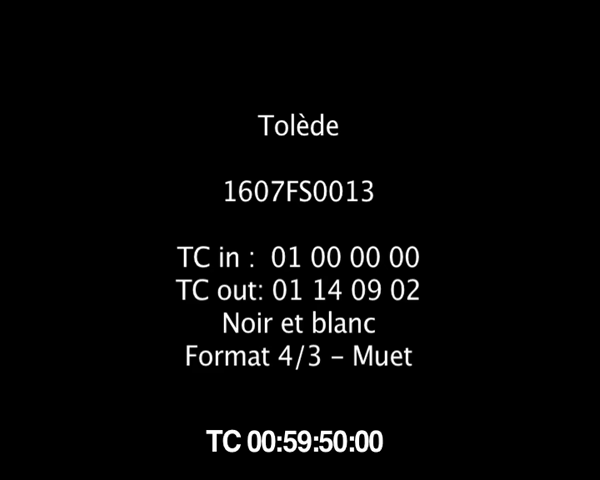 Tolède
1607FS0013
TC in :  01 00 00 00
TC out: 01 14 09 02
Noir et blanc
Format 4/3 – Muet
TC 00:59:50:00